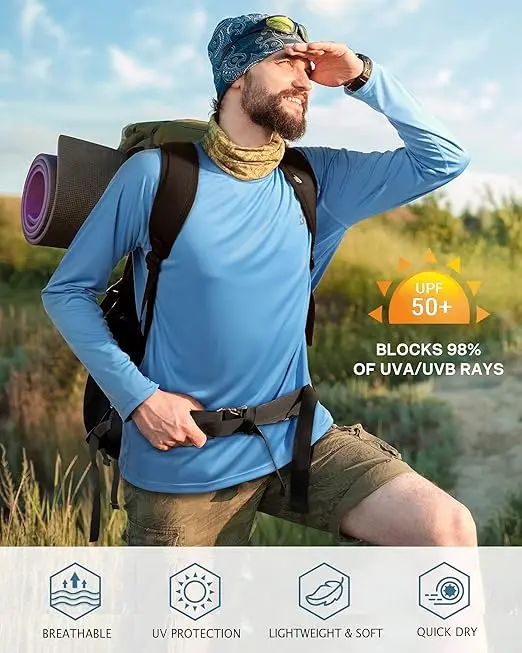 UPF
50+
BLOCKS 98%
OF UVA/UVB RAYS
BREATHABLE
UV PROTECTION
LIGHTWEIGHT & SOFT
QUICK DRY